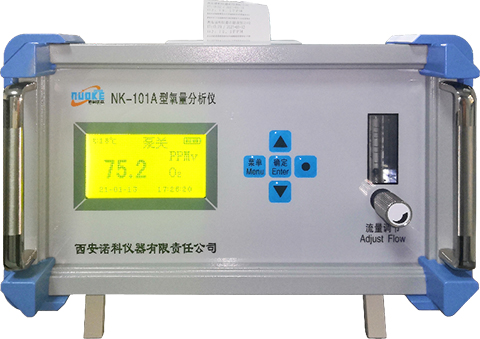 NUOKE
NK-101A型氧量分析仪
泵关
PPMv
75.2
O₂
17:28:20
菜单
Menu
确定
Enter
流量调节
Adjust Flow
西安诺科仪器有限责任公司